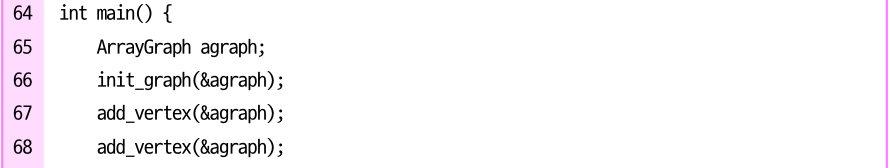 64 int main() {
65     ArrayGraph agraph;
66     init_graph(&agraph);
67     add_vertex(&agraph);
68     add_vertex(&agraph);